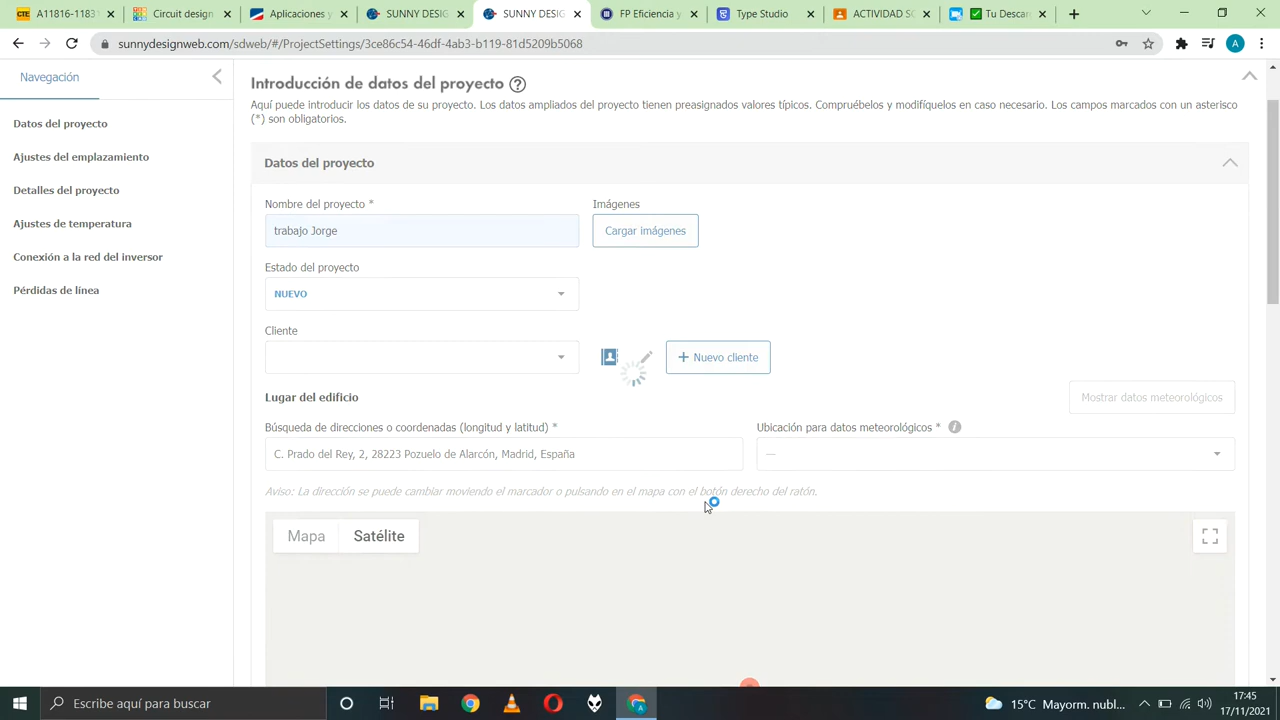 A11816-1183
Circuit design
Aplicaciones y
SUNNY DESIG
SUNNY DESIG
FP Eficiencia y
Type Studio
ACTIVIDAD SC
Tu Descar
sunnydesignweb.com/sdweb/#/ProjectSettings/3ce86c54-46df-4ab3-b119-81d5209b5068
Navegación
Datos del proyecto
Ajustes del emplazamiento
Detalles del proyecto
Ajustes de temperatura
Conexión a la red del inversor
Pérdidas de línea
Introducción de datos del proyecto
Aquí puede introducir los datos de su proyecto. Los datos ampliados del proyecto tienen preasignados valores típicos. Compruébelos y modifíquelos en caso necesario. Los campos marcados con un asterisco
(*) son obligatorios.
Datos del proyecto
Nombre del proyecto *
Imágenes
trabajo Jorge
Cargar imágenes
Estado del proyecto
NUEVO
Cliente
+ Nuevo cliente
Lugar del edificio
Mostrar datos meteorológicos
Búsqueda de direcciones o coordenadas (longitud y latitud) *
Ubicación para datos meteorológicos *
C. Prado del Rey, 2, 28223 Pozuelo de Alarcón, Madrid, España
---
Aviso: La dirección se puede cambiar moviendo el marcador o pulsando en el mapa con el botón derecho del ratón.
Mapa
Satélite
Escribe aquí para buscar
15°C Mayorm. nubl...
17:45
17/11/2021